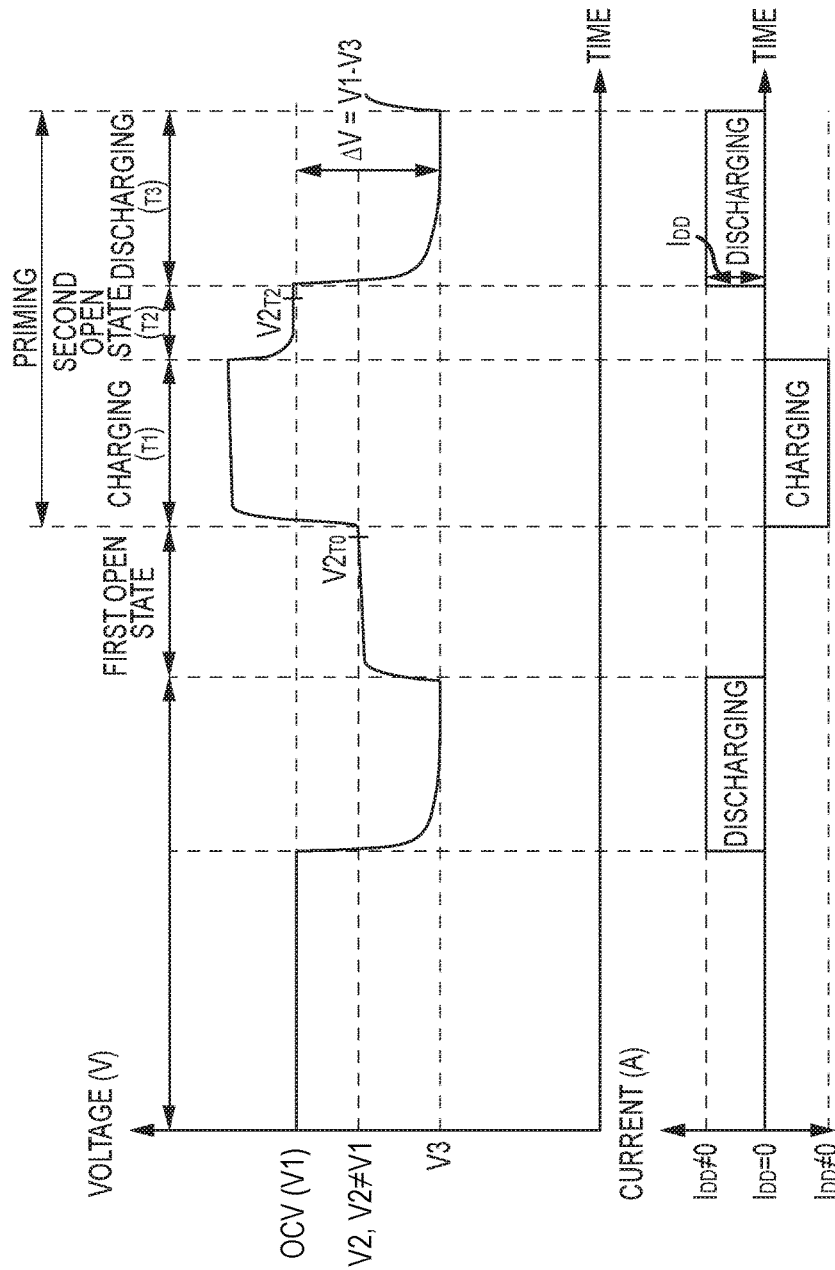 PRIMING
FIRST OPEN
STATE
CHARGING
(T1)
SECOND
OPEN
STATE
(T2)
DISCHARGING
(T3)
VOLTAGE (V)
OCV (V1)
V2, V2≠V1
V3
V2T0
V2T2
ΔV = V1-V3
TIME
CURRENT (A)
IDD≠0
IDD=0
IDD≠0
DISCHARGING
CHARGING
IDD
DISCHARGING
TIME